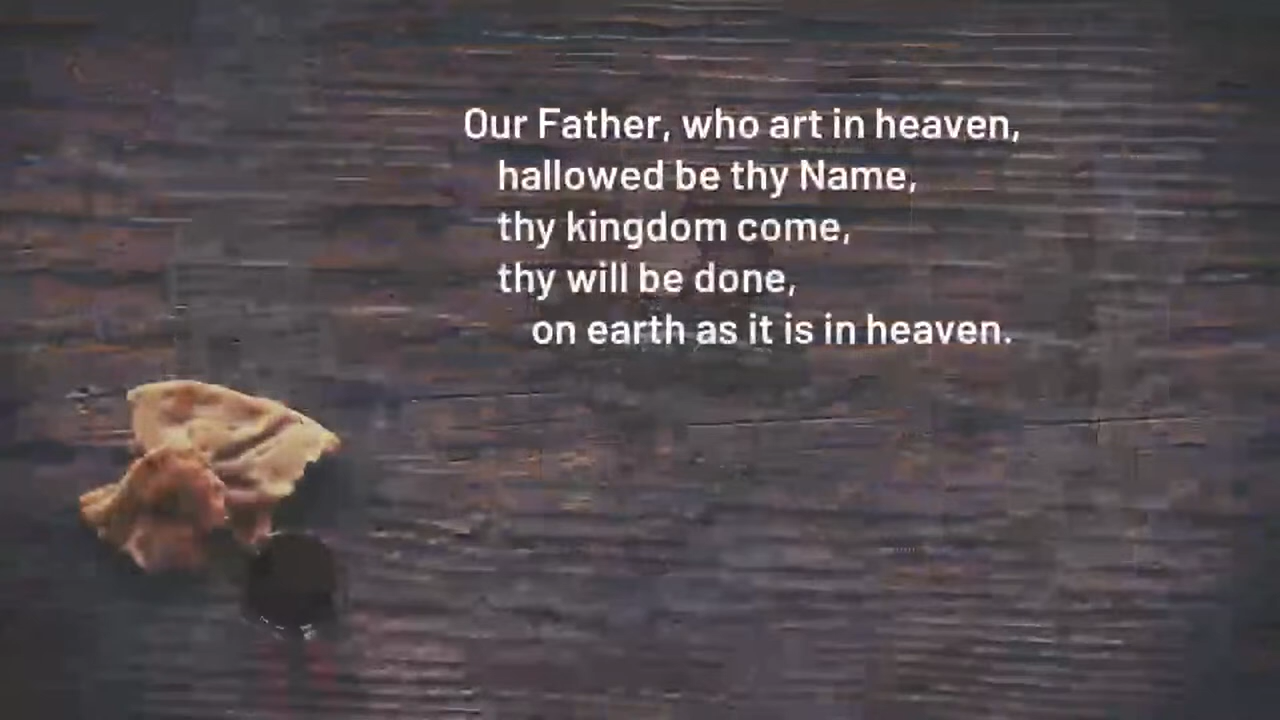 Our Father, who art in heaven,
hallowed be thy Name,
thy kingdom come,
thy will be done,
on earth as it is in heaven.